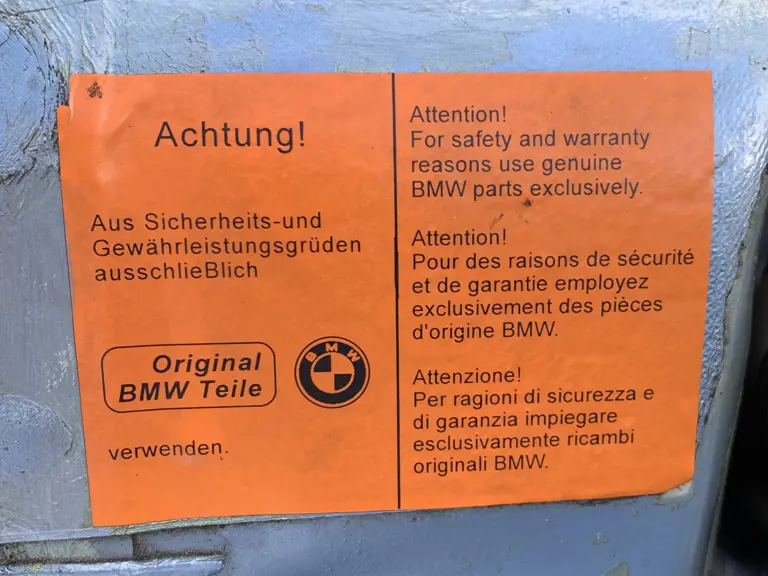 Achtung!
Aus Sicherheits-und
Gewährleistungsgrüden
ausschlieBlich
Original
BMW Teile
BMW
verwenden.
Attention!
For safety and warranty
reasons use genuine
BMW parts exclusively.
Attention!
Pour des raisons de sécurité
et de garantie employez
exclusivement des pièces
d'origine BMW.
Attenzione!
Per ragioni di sicurezza e
di garanzia impiegare
esclusivamente ricambi
originali BMW.